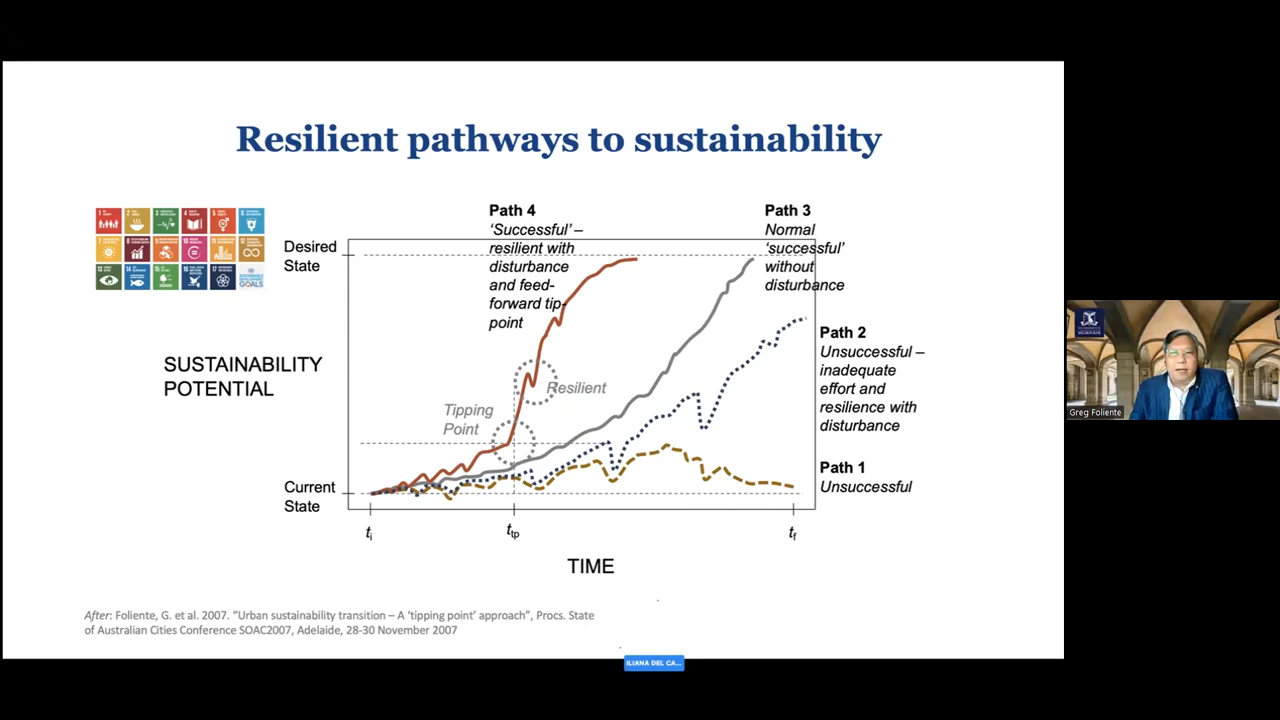 Resilient pathways to sustainability
Path 4
‘Successful’ –
resilient with
disturbance
and feed-
forward tip-
point
Path 3
Normal
‘successful’
without
disturbance
Desired
State
SUSTAINABILITY
POTENTIAL
Path 2
Unsuccessful –
inadequate
effort and
resilience with
disturbance
Resilient
Tipping
Point
Path 1
Unsuccessful
Current
State
ti
ttp
tf
TIME
After: Foliente, G. et al. 2007. “Urban sustainability transition – A ‘tipping point’ approach”, Procs. State
of Australian Cities Conference SOAC2007, Adelaide, 28-30 November 2007
Greg Foliente
ILIANA DEL CA...